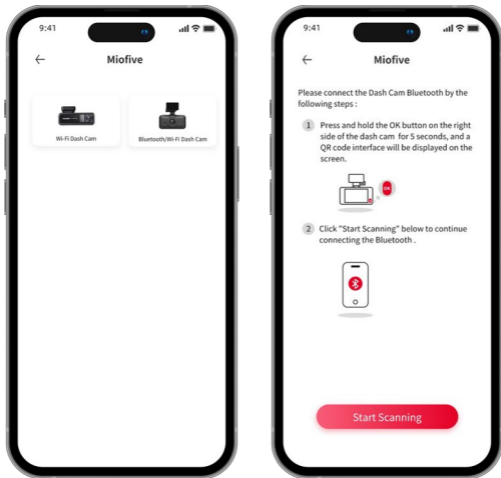 9:41
Miofive
Wi-Fi Dash Cam
Bluetooth/Wi-Fi Dash Cam
9:41
Miofive
Please connect the Dash Cam Bluetooth by the
following steps :
1 Press and hold the OK button on the right
side of the dash cam for 5 seconds, and a
QR code interface will be displayed on the
screen.
OK
2 Click "Start Scanning" below to continue
connecting the Bluetooth .
Start Scanning